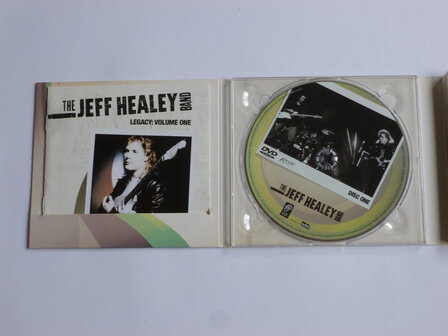 THE JEFF HEALEY BAND
LEGACY: VOLUME ONE
DVD
DISC ONE
THE JEFF HEALEY BAND